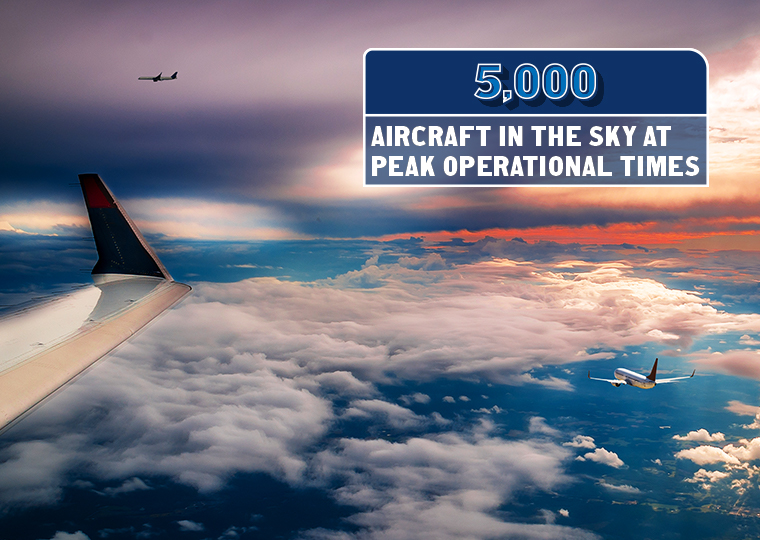 5,000
AIRCRAFT IN THE SKY AT
PEAK OPERATIONAL TIMES